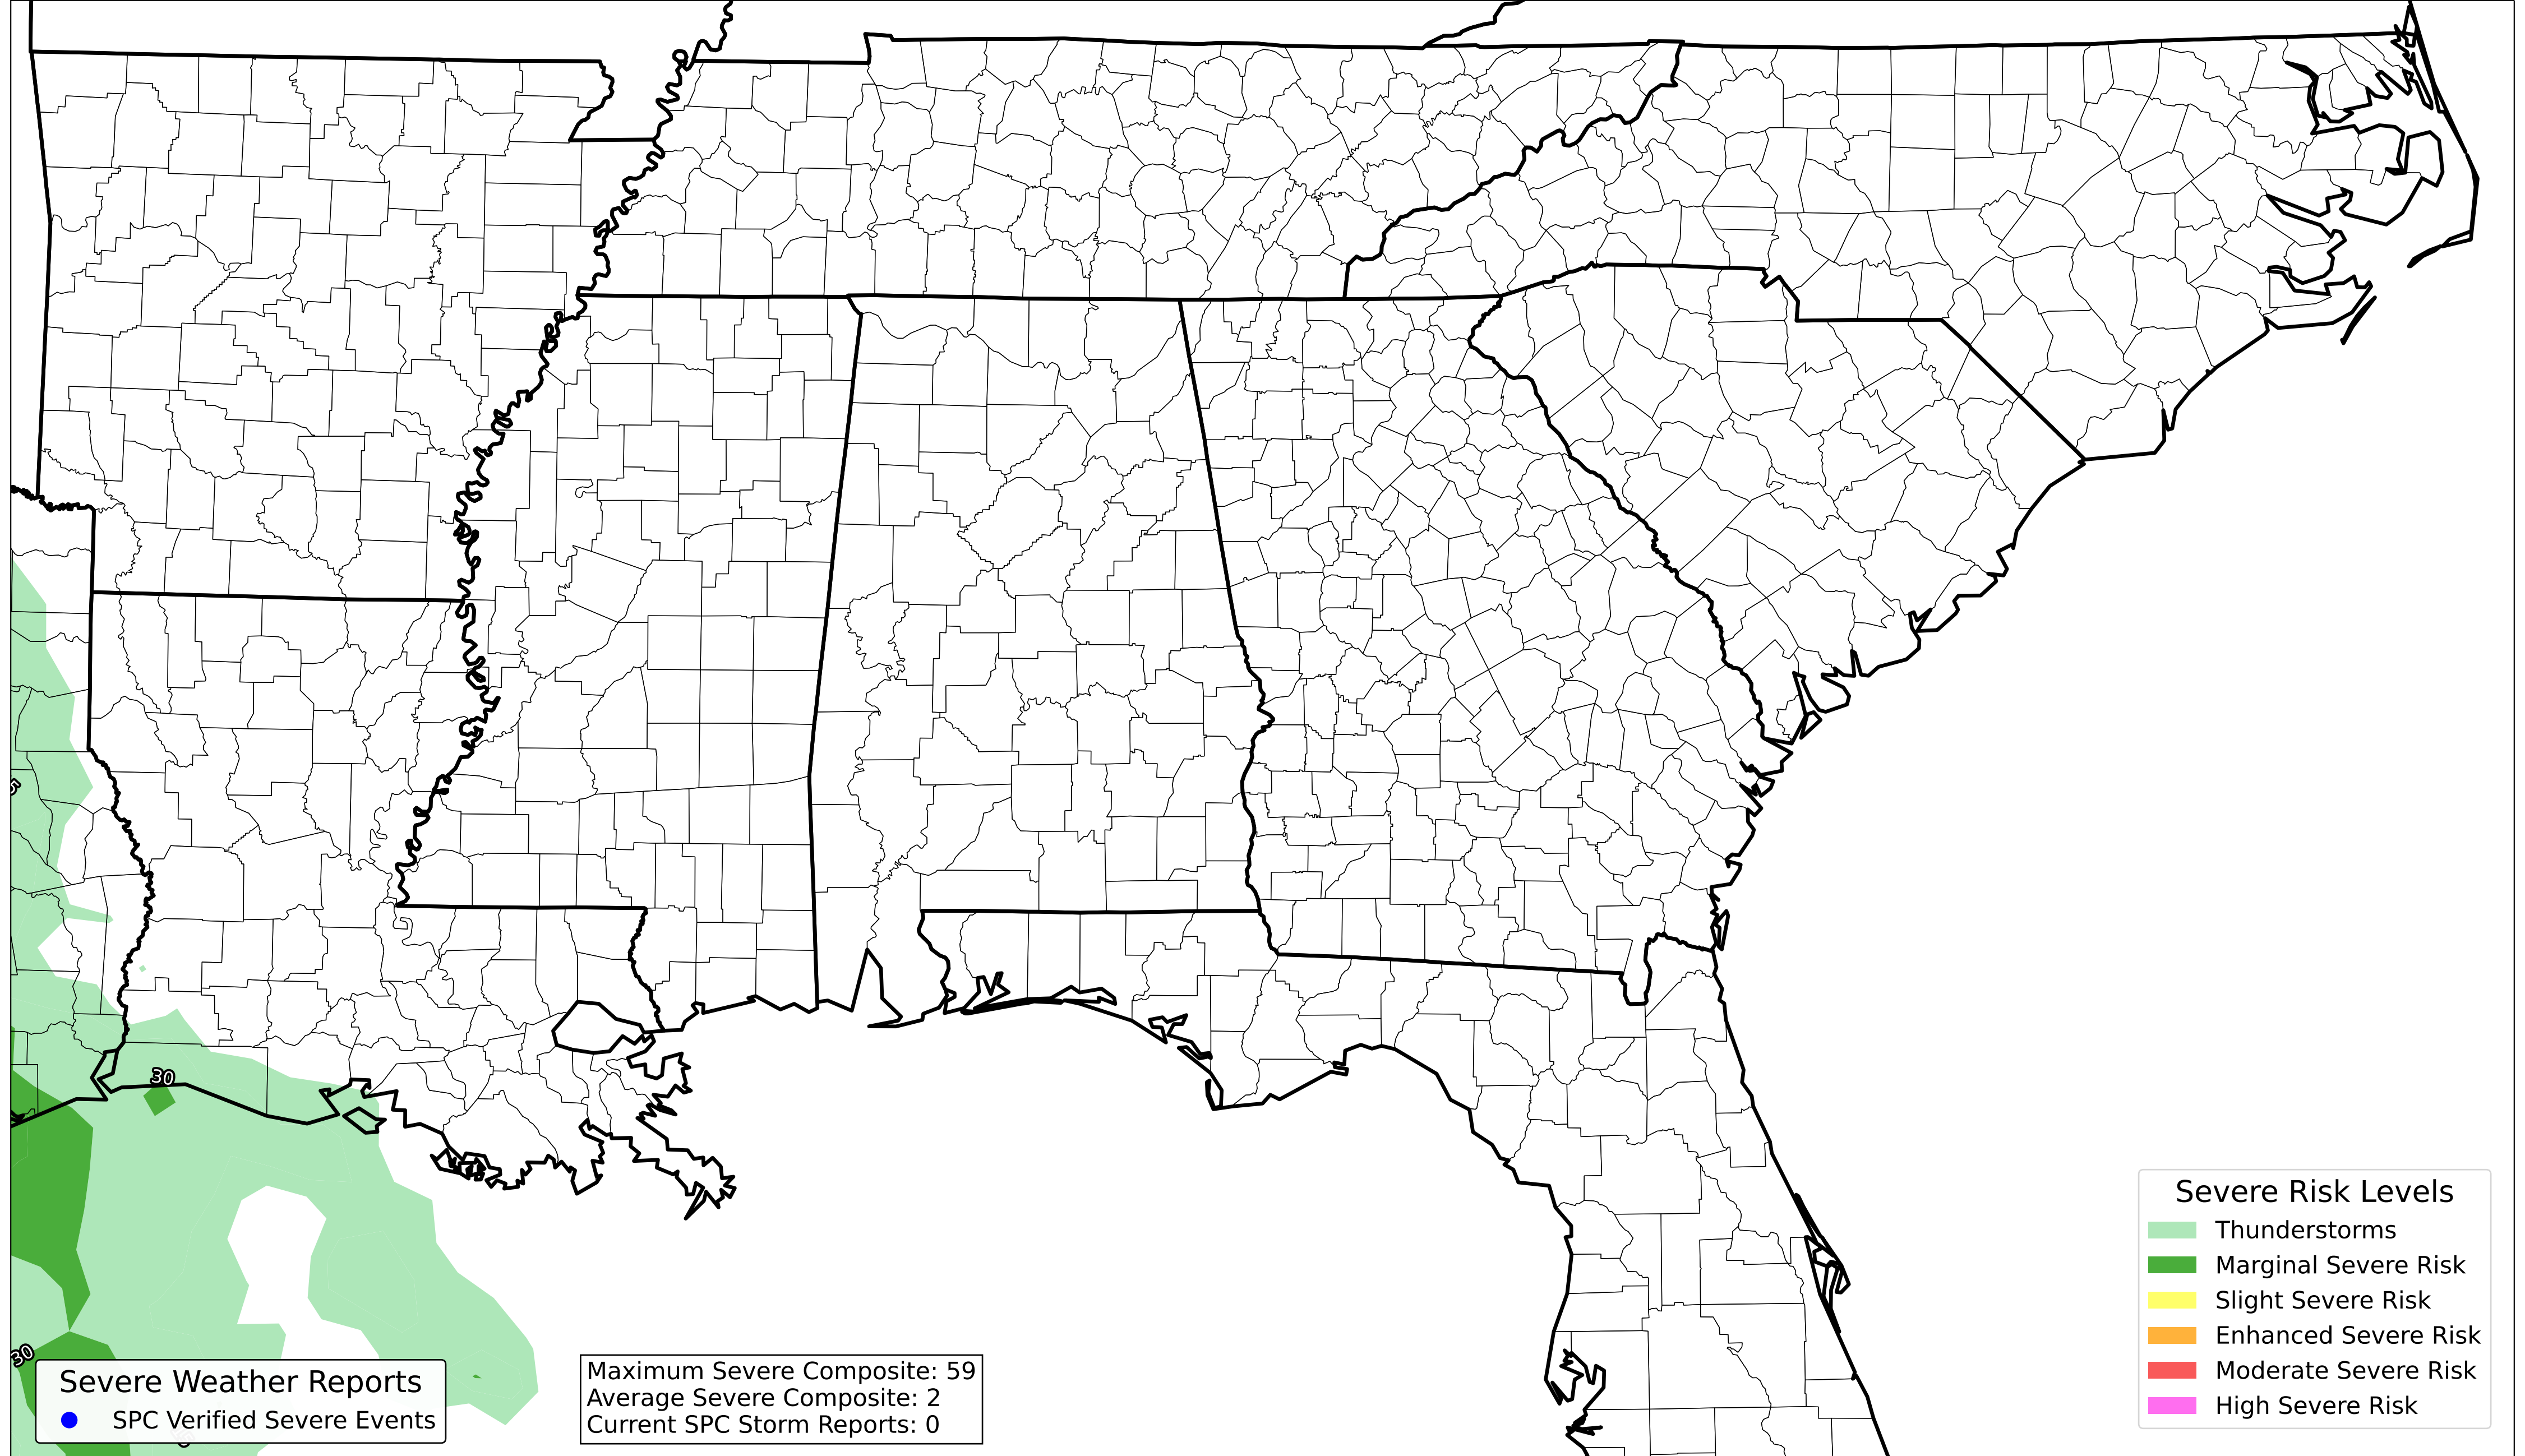 30
30
Severe Weather Reports
SPC Verified Severe Events
Maximum Severe Composite: 59
Average Severe Composite: 2
Current SPC Storm Reports: 0
Severe Risk Levels
Thunderstorms
Marginal Severe Risk
Slight Severe Risk
Enhanced Severe Risk
Moderate Severe Risk
High Severe Risk